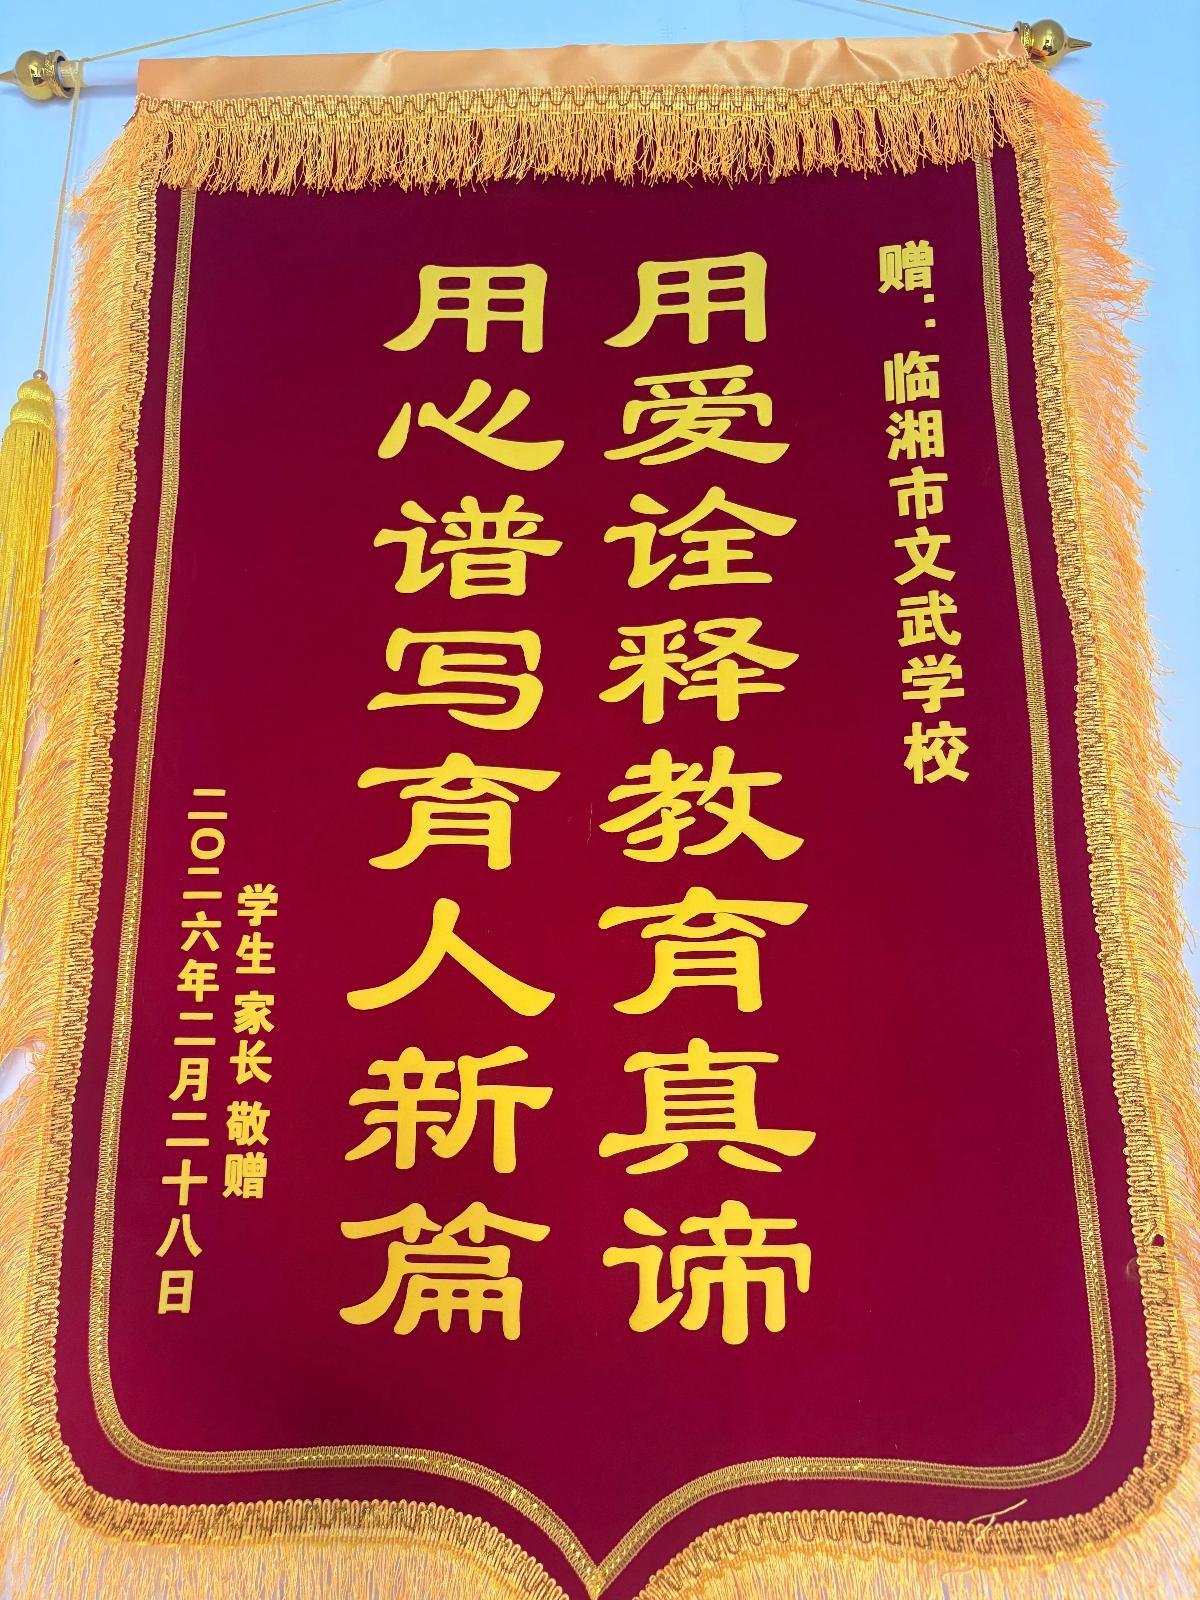 赠：临湘市文武学校
用爱诠释教育真谛
用心谱写育人新篇
学生家长敬赠
二〇二六年二月二十八日